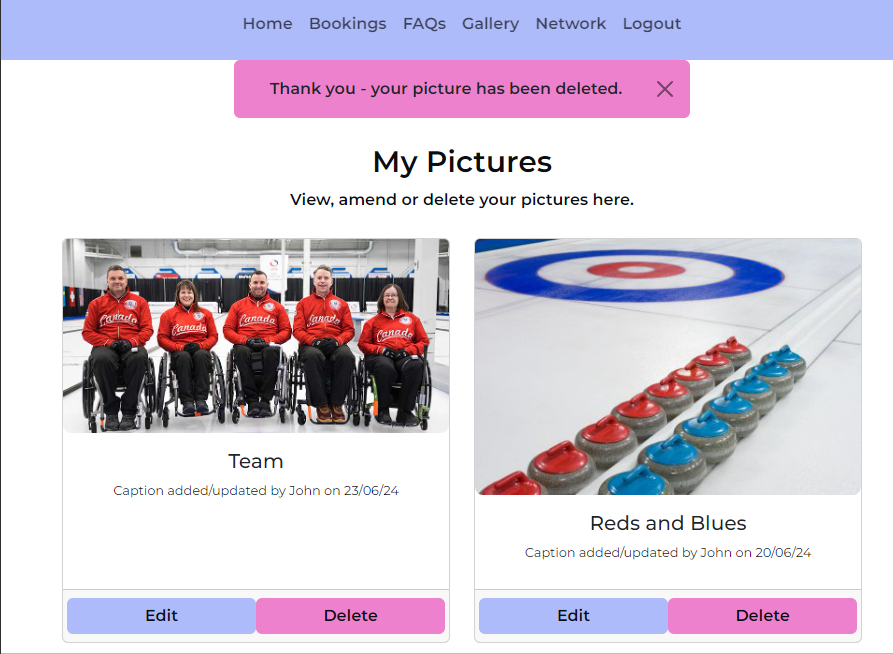 Home Bookings FAQs Gallery Network Logout
Thank you - your picture has been deleted.
My Pictures
View, amend or delete your pictures here.
Canada Canada Canada Canada Canada
Team
Caption added/updated by John on 23/06/24
Edit Delete
Reds and Blues
Caption added/updated by John on 20/06/24
Edit Delete